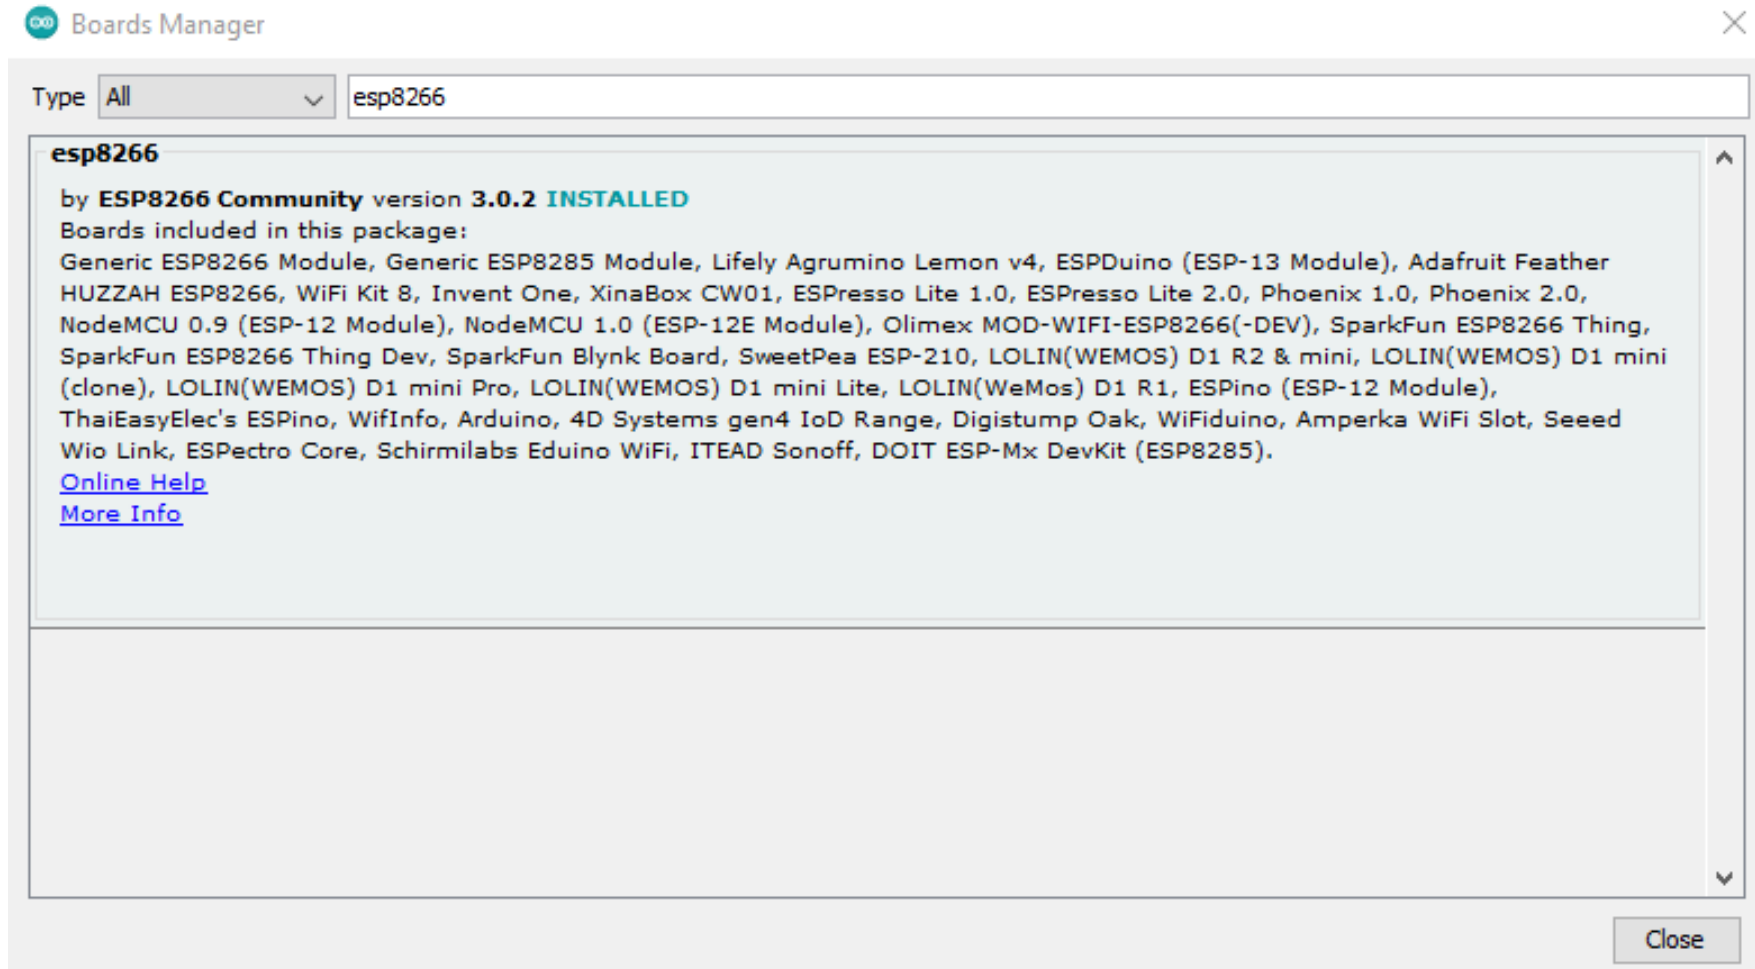 Boards Manager
Type All esp8266
esp8266
by ESP8266 Community version 3.0.2 INSTALLED
Boards included in this package:
Generic ESP8266 Module, Generic ESP8285 Module, Lifely Agrumino Lemon v4, ESPDuino (ESP-13 Module), Adafruit Feather
HUZZAH ESP8266, WiFi Kit 8, Invent One, XinaBox CW01, ESPresso Lite 1.0, ESPresso Lite 2.0, Phoenix 1.0, Phoenix 2.0,
NodeMCU 0.9 (ESP-12 Module), NodeMCU 1.0 (ESP-12E Module), Olimex MOD-WIFI-ESP8266(-DEV), SparkFun ESP8266 Thing,
SparkFun ESP8266 Thing Dev, SparkFun Blynk Board, SweetPea ESP-210, LOLIN(WEMOS) D1 R2 & mini, LOLIN(WEMOS) D1 mini
(clone), LOLIN(WEMOS) D1 mini Pro, LOLIN(WEMOS) D1 mini Lite, LOLIN(WeMos) D1 R1, ESPino (ESP-12 Module),
ThaiEasyElec's ESPino, WifInfo, Arduino, 4D Systems gen4 IoD Range, Digistump Oak, WiFiduino, Amperka WiFi Slot, Seeed
Wio Link, ESPectro Core, Schirmilabs Eduino WiFi, ITEAD Sonoff, DOIT ESP-Mx DevKit (ESP8285).
Online Help
More Info
Close